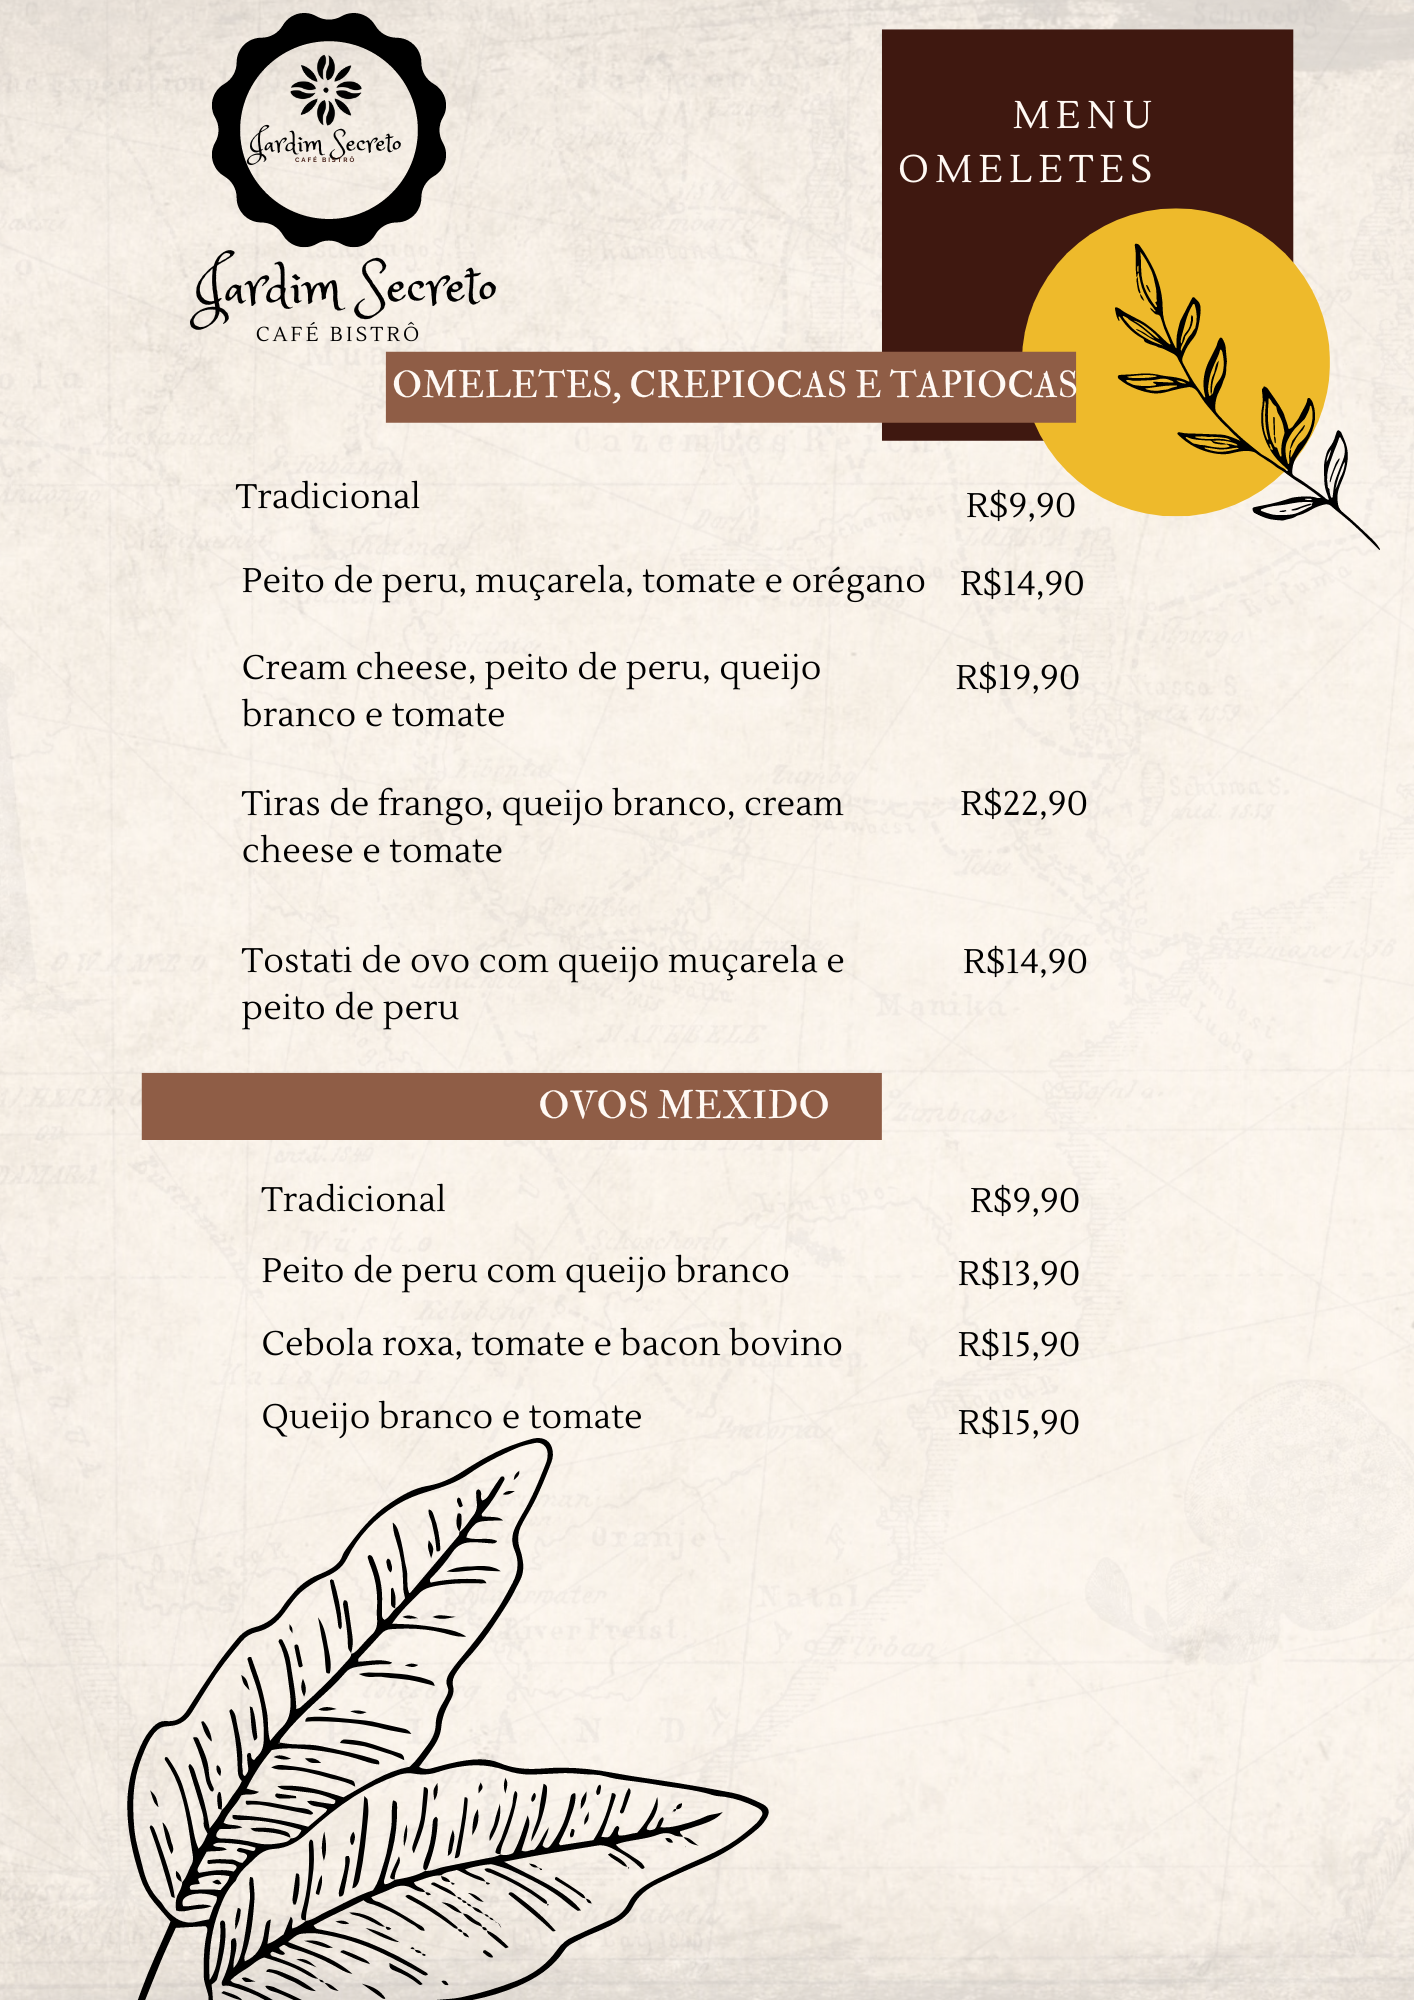 Jardim Secreto
CAFÉ BISTRÔ
Jardim Secreto
CAFÉ BISTRÔ
MENU
OMELETES
OMELETES, CREPIOCAS E TAPIOCAS
Tradicional R$9,90
Peito de peru, muçarela, tomate e orégano R$14,90
Cream cheese, peito de peru, queijo R$19,90
branco e tomate
Tiras de frango, queijo branco, cream R$22,90
cheese e tomate
Tostati de ovo com queijo muçarela e R$14,90
peito de peru
OVOS MEXIDO
Tradicional R$9,90
Peito de peru com queijo branco R$13,90
Cebola roxa, tomate e bacon bovino R$15,90
Queijo branco e tomate R$15,90